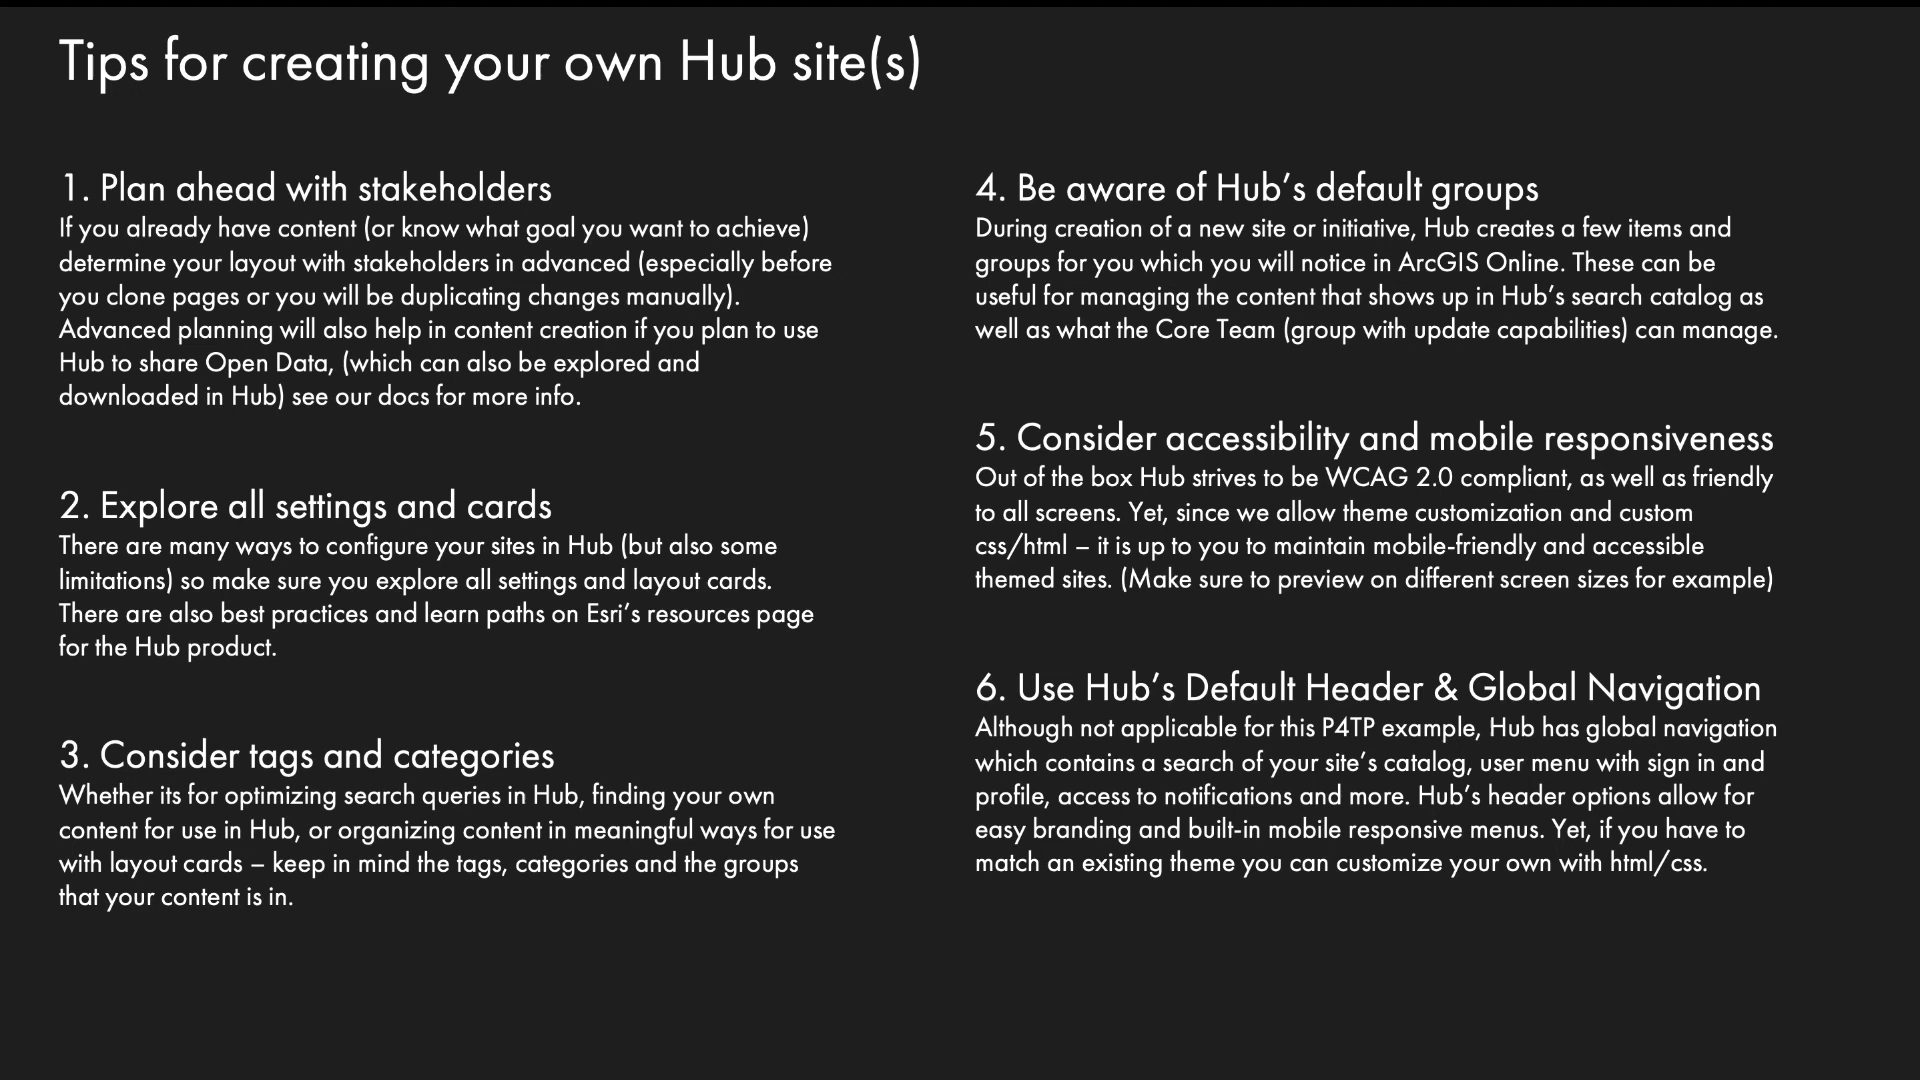 Tips for creating your own Hub site(s)
1. Plan ahead with stakeholders
If you already have content (or know what goal you want to achieve)
determine your layout with stakeholders in advanced (especially before
you clone pages or you will be duplicating changes manually).
Advanced planning will also help in content creation if you plan to use
Hub to share Open Data, (which can also be explored and
downloaded in Hub) see our docs for more info.
2. Explore all settings and cards
There are many ways to configure your sites in Hub (but also some
limitations) so make sure you explore all settings and layout cards.
There are also best practices and learn paths on Esri’s resources page
for the Hub product.
3. Consider tags and categories
Whether its for optimizing search queries in Hub, finding your own
content for use in Hub, or organizing content in meaningful ways for use
with layout cards – keep in mind the tags, categories and the groups
that your content is in.
4. Be aware of Hub’s default groups
During creation of a new site or initiative, Hub creates a few items and
groups for you which you will notice in ArcGIS Online. These can be
useful for managing the content that shows up in Hub’s search catalog as
well as what the Core Team (group with update capabilities) can manage.
5. Consider accessibility and mobile responsiveness
Out of the box Hub strives to be WCAG 2.0 compliant, as well as friendly
to all screens. Yet, since we allow theme customization and custom
css/html – it is up to you to maintain mobile-friendly and accessible
themed sites. (Make sure to preview on different screen sizes for example)
6. Use Hub’s Default Header & Global Navigation
Although not applicable for this P4TP example, Hub has global navigation
which contains a search of your site’s catalog, user menu with sign in and
profile, access to notifications and more. Hub’s header options allow for
easy branding and built-in mobile responsive menus. Yet, if you have to
match an existing theme you can customize your own with html/css.